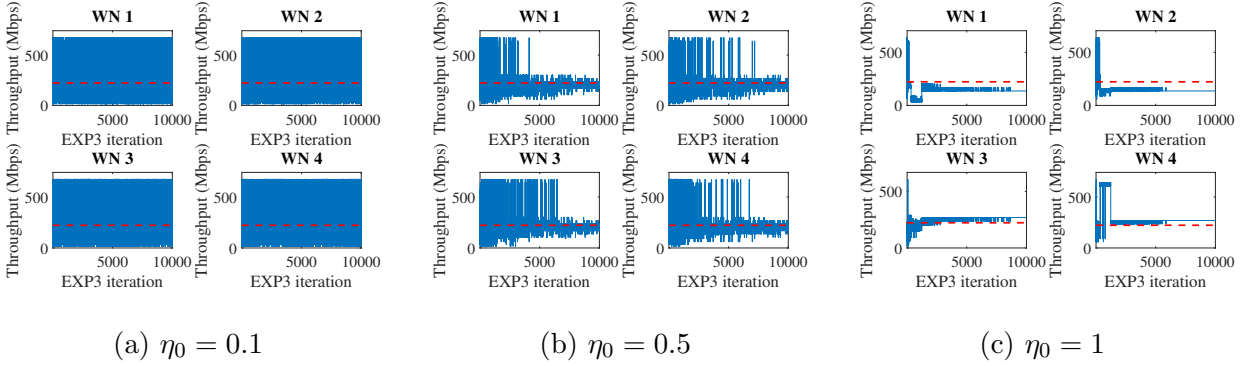 WN 1
WN 2
Throughput (Mbps)
500
0
5000
10000
EXP3 iteration
Throughput (Mbps)
500
0
5000
10000
EXP3 iteration
WN 3
WN 4
Throughput (Mbps)
500
0
5000
10000
EXP3 iteration
Throughput (Mbps)
500
0
5000
10000
EXP3 iteration
(a) η₀ = 0.1
WN 1
WN 2
Throughput (Mbps)
500
0
5000
10000
EXP3 iteration
Throughput (Mbps)
500
0
5000
10000
EXP3 iteration
WN 3
WN 4
Throughput (Mbps)
500
0
5000
10000
EXP3 iteration
Throughput (Mbps)
500
0
5000
10000
EXP3 iteration
(b) η₀ = 0.5
WN 1
WN 2
Throughput (Mbps)
500
0
5000
10000
EXP3 iteration
Throughput (Mbps)
500
0
5000
10000
EXP3 iteration
WN 3
WN 4
Throughput (Mbps)
500
0
5000
10000
EXP3 iteration
Throughput (Mbps)
500
0
5000
10000
EXP3 iteration
(c) η₀ = 1